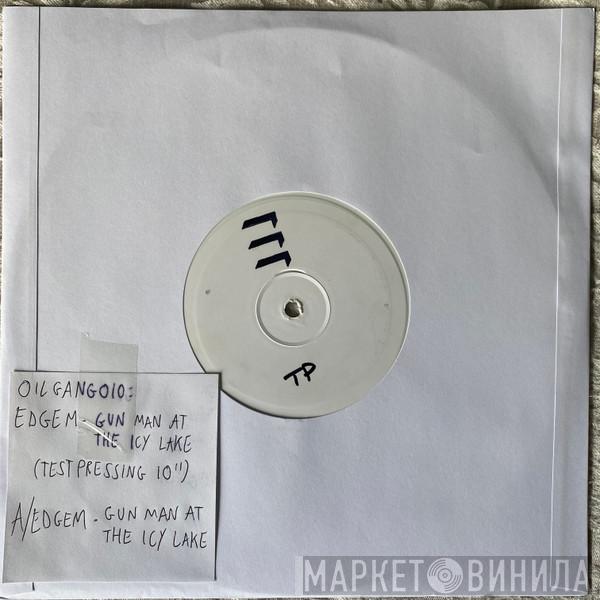 TP
OILGANG010:
EDGEM - GUN MAN AT
THE ICY LAKE
(TEST PRESSING 10")
A/EDGEM - GUN MAN AT
THE ICY LAKE
МАРКЕТ ВИНИЛА